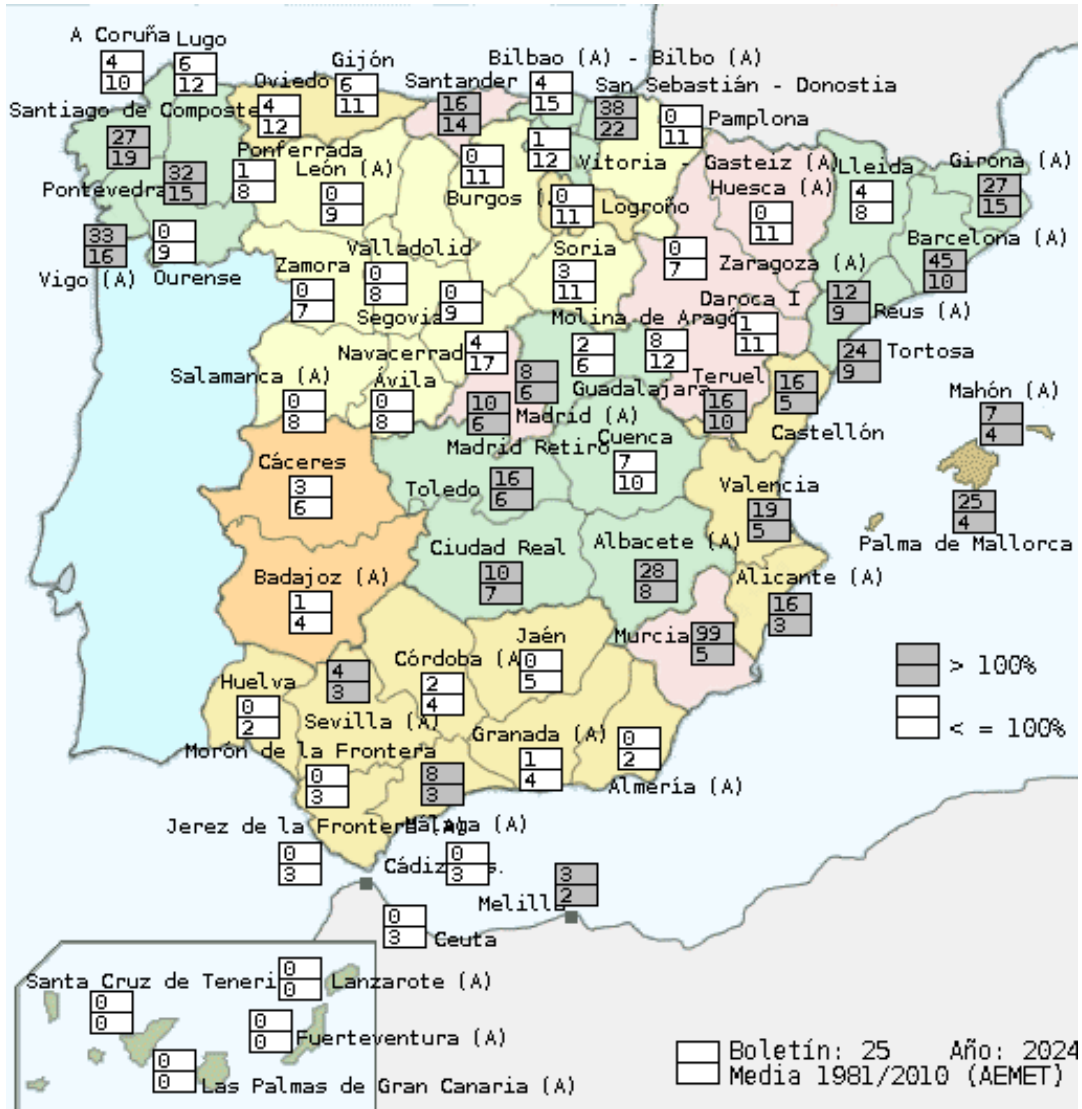 A Coruña
Lugo
4
10
6
12
Gijón
6
11
Oviedo
4
12
Santander
16
14
Bilbao (A) - Bilbo (A)
4
15
San Sebastián - Donostia
38
22
Pamplona
0
11
Santiago de Composte
27
19
Pontevedra
32
15
Ponferrada
1
8
León (A)
0
9
Burgos (
0
11
1
12
Vitoria - Gasteiz (A)
Logroño
0
11
Huesca (A)
0
11
Lleida
4
8
Girona (A)
27
15
33
16
Vigo (A)
0
9
Ourense
Zamora
0
7
Valladolid
0
8
Segovia
0
9
Soria
3
11
0
7
Zaragoza (A)
Barcelona (A)
45
10
Daroca I
1
11
12
9
Reus (A)
Navacerrad
4
17
Molina de Aragó
8
12
2
6
Guadalajara
24
9
Tortosa
Salamanca (A)
0
8
Ávila
0
8
8
6
Madrid (A)
10
6
Madrid Retiro
Teruel
16
10
16
5
Castellón
Mahón (A)
7
4
Cáceres
3
6
Toledo
16
6
Cuenca
7
10
Valencia
19
5
25
4
Palma de Mallorca
Badajoz (A)
1
4
Ciudad Real
10
7
Albacete (A)
28
8
Alicante (A)
16
3
Murcia
99
5
Huelva
0
2
4
3
Sevilla (A)
Córdoba (A
2
4
Jaén
0
5
> 100%
< = 100%
Morón de la Frontera
0
3
8
3
Málaga (A)
Granada (A)
1
4
0
2
Almería (A)
Jerez de la Frontera
0
3
Cádiz
s.
0
3
Melilla
3
2
0
3
Ceuta
Santa Cruz de Teneri
0
0
0
0
Lanzarote (A)
0
0
Fuerteventura (A)
0
0
Las Palmas de Gran Canaria (A)
Boletín: 25 Año: 2024
Media 1981/2010 (AEMET)